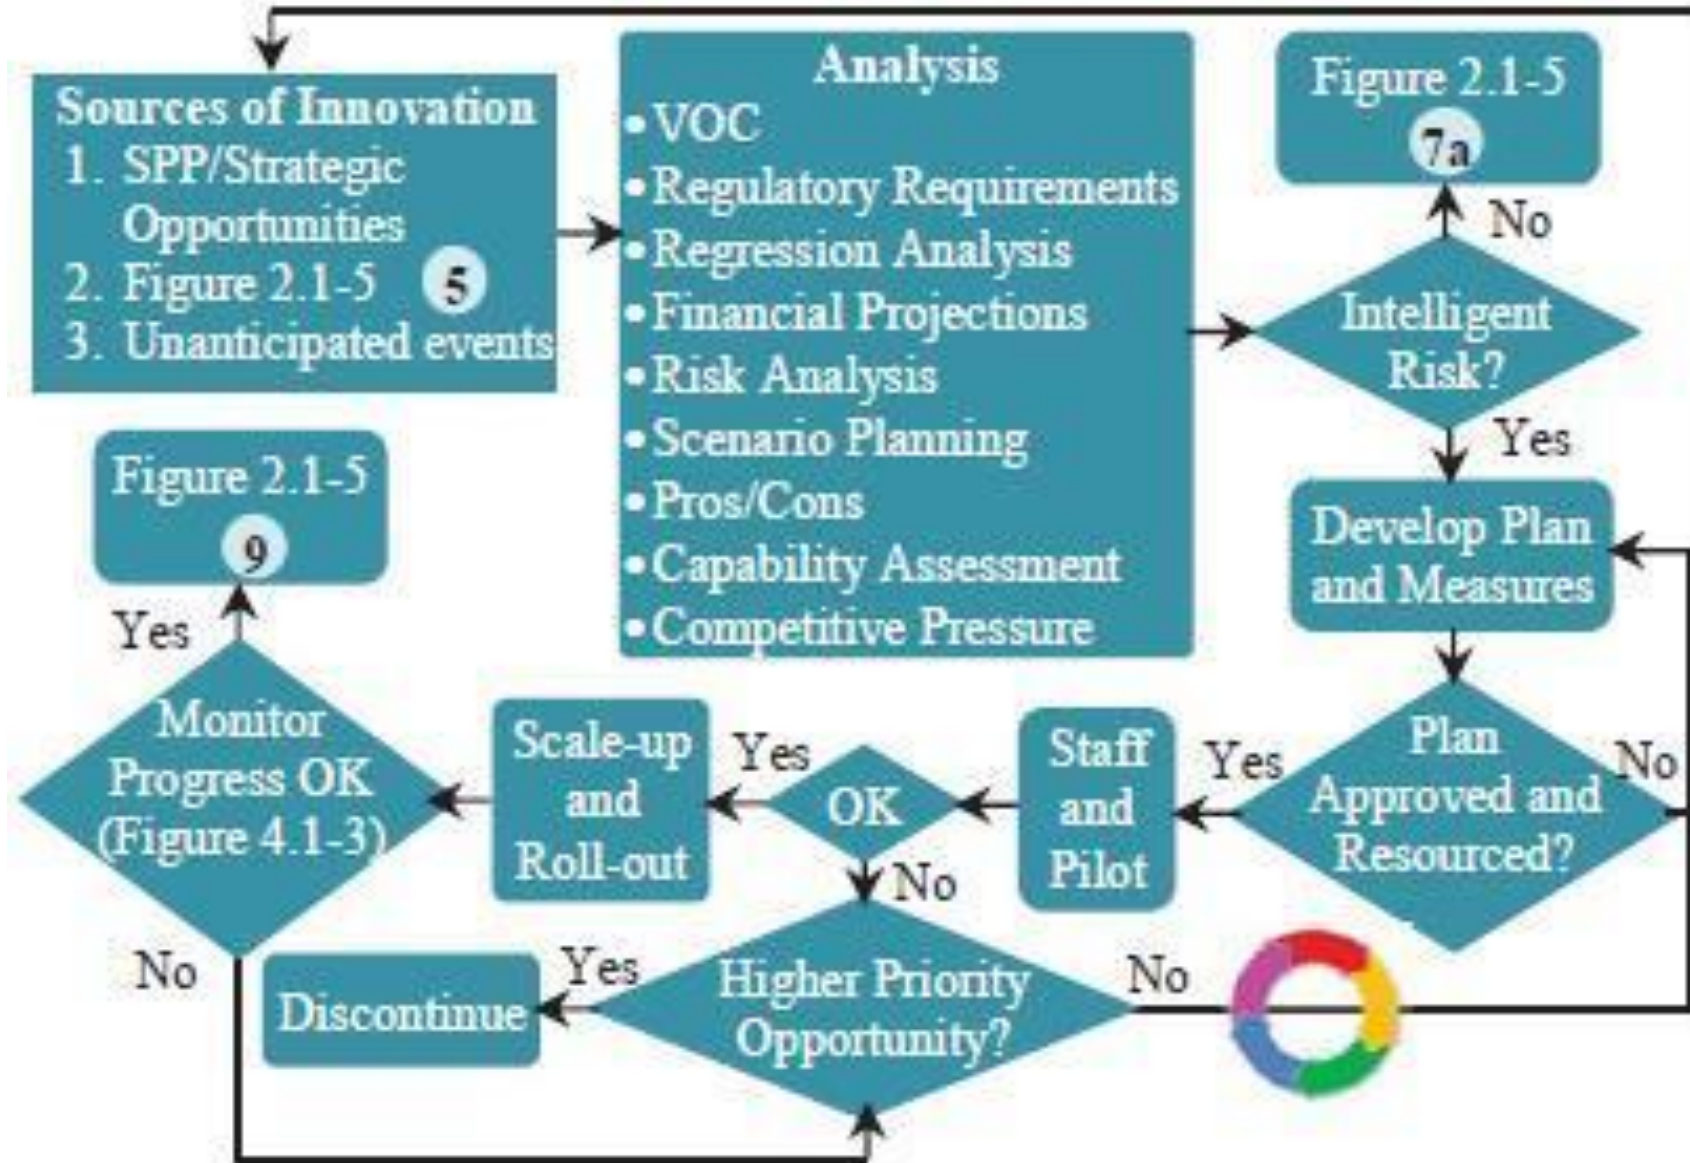 Sources of Innovation
1. SPP/Strategic
Opportunities
2. Figure 2.1-5 5
3. Unanticipated events
Analysis
•VOC
•Regulatory Requirements
•Regression Analysis
•Financial Projections
•Risk Analysis
•Scenario Planning
•Pros/Cons
•Capability Assessment
•Competitive Pressure
Figure 2.1-5
7a
No
Intelligent
Risk?
Yes
Develop Plan
and Measures
Plan
Approved and
Resourced?
No
Yes
Staff
and
Pilot
OK
Yes
No
Scale-up
and
Roll-out
Monitor
Progress OK
(Figure 4.1-3)
Yes
Figure 2.1-5
9
No
Higher Priority
Opportunity?
Yes
Discontinue
No